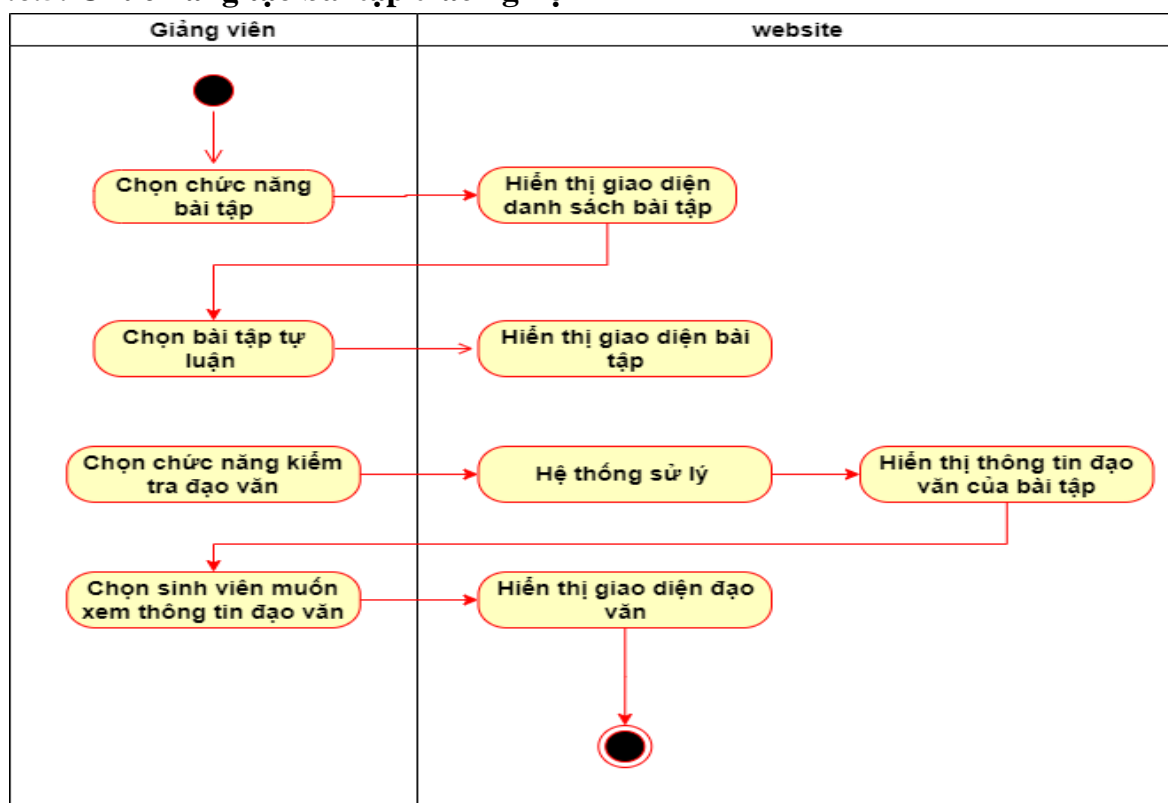 Giảng viên
website
Chọn chức năng
bài tập
Hiển thị giao diện
danh sách bài tập
Chọn bài tập tự
luận
Hiển thị giao diện bài
tập
Chọn chức năng kiểm
tra đạo văn
Hệ thống sử lý
Hiển thị thông tin đạo
văn của bài tập
Chọn sinh viên muốn
xem thông tin đạo văn
Hiển thị giao diện đạo
văn